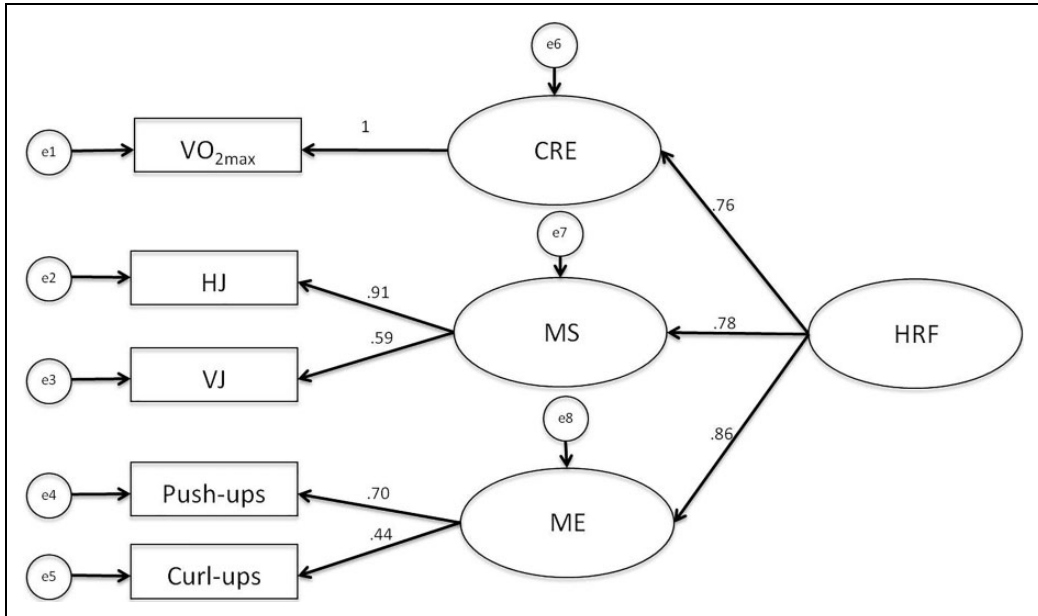 e6
e1
VO2max
1
CRE
.76
e7
e2
HJ
.91
MS
.78
HRF
.59
e3
VJ
e8
.86
e4
Push-ups
.70
ME
.44
e5
Curl-ups